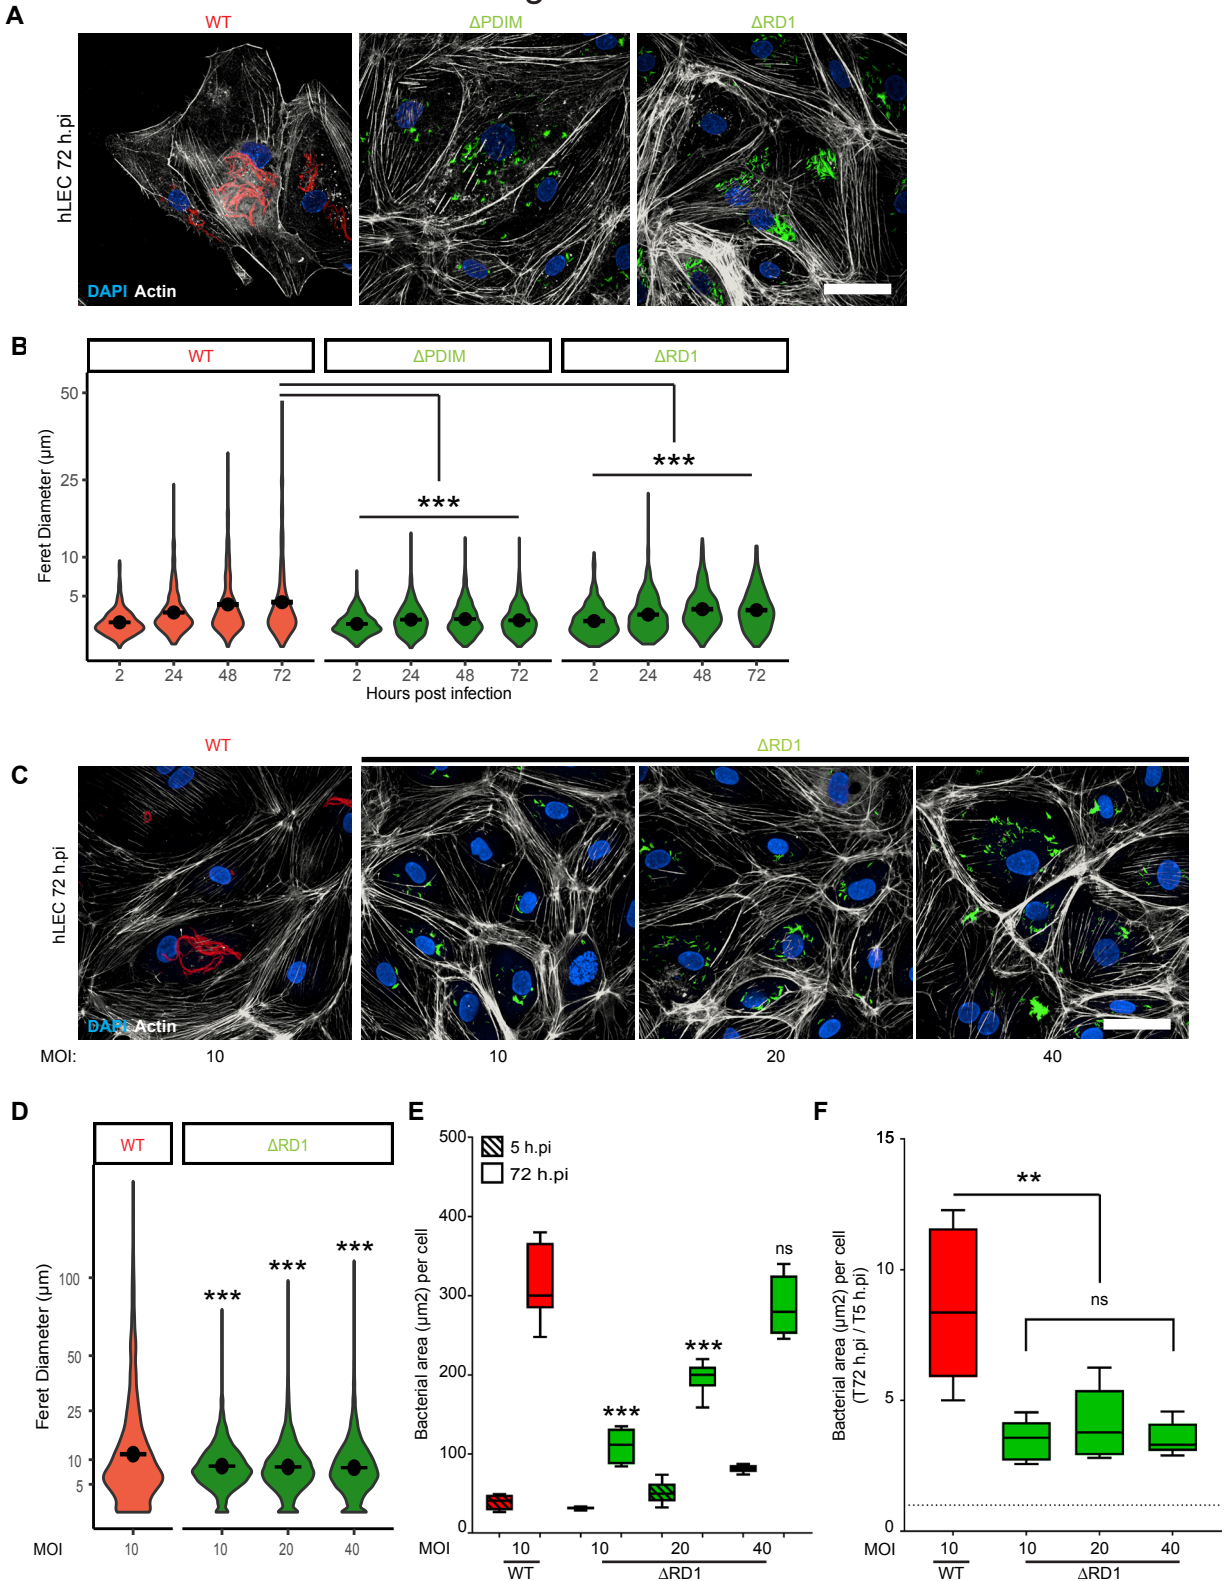 g
A
WT
ΔPDIM
ΔRD1
hLEC 72 h.pi
DAPI Actin
B
WT
ΔPDIM
ΔRD1
Feret Diameter (µm)
50
25
10
5
***
***
2 24 48 72
2 24 48 72
2 24 48 72
Hours post infection
WT
ΔRD1
C
hLEC 72 h.pi
DAPI Actin
MOI: 10 10 20 40
D
WT
ΔRD1
Feret Diameter (µm)
100
50
25
10
5
***
***
***
MOI 10 10 20 40
E
5 h.pi
72 h.pi
Bacterial area (µm2) per cell
500
400
300
200
100
0
***
***
ns
MOI 10 10 20 40
WT ΔRD1
F
Bacterial area (µm2) per cell
(T72 h.pi / T5 h.pi)
15
10
5
0
**
ns
MOI 10 10 20 40
WT ΔRD1